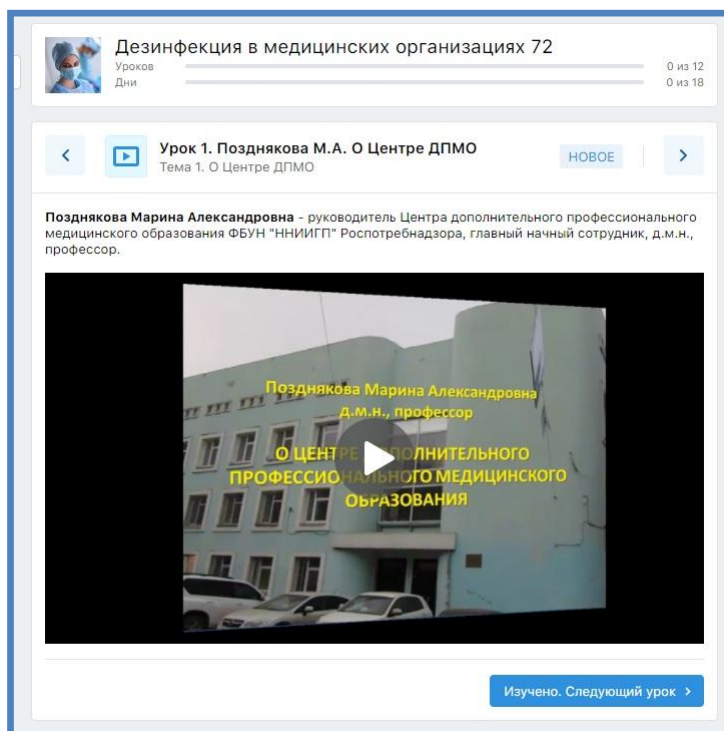 Дезинфекция в медицинских организациях 72
Уроков 0 из 12
Дни 0 из 18
Урок 1. Позднякова М.А. О Центре ДПМО
Тема 1. О Центре ДПМО
НОВОЕ
Позднякова Марина Александровна - руководитель Центра дополнительного профессионального
медицинского образования ФБУН "ННИИГП" Роспотребнадзора, главный начный сотрудник, д.м.н.,
профессор.
Позднякова Марина Александровна
д.м.н., профессор
О ЦЕНТРЕ ДОПОЛНИТЕЛЬНОГО
ПРОФЕССИОНАЛЬНОГО МЕДИЦИНСКОГО
ОБРАЗОВАНИЯ
Изучено. Следующий урок